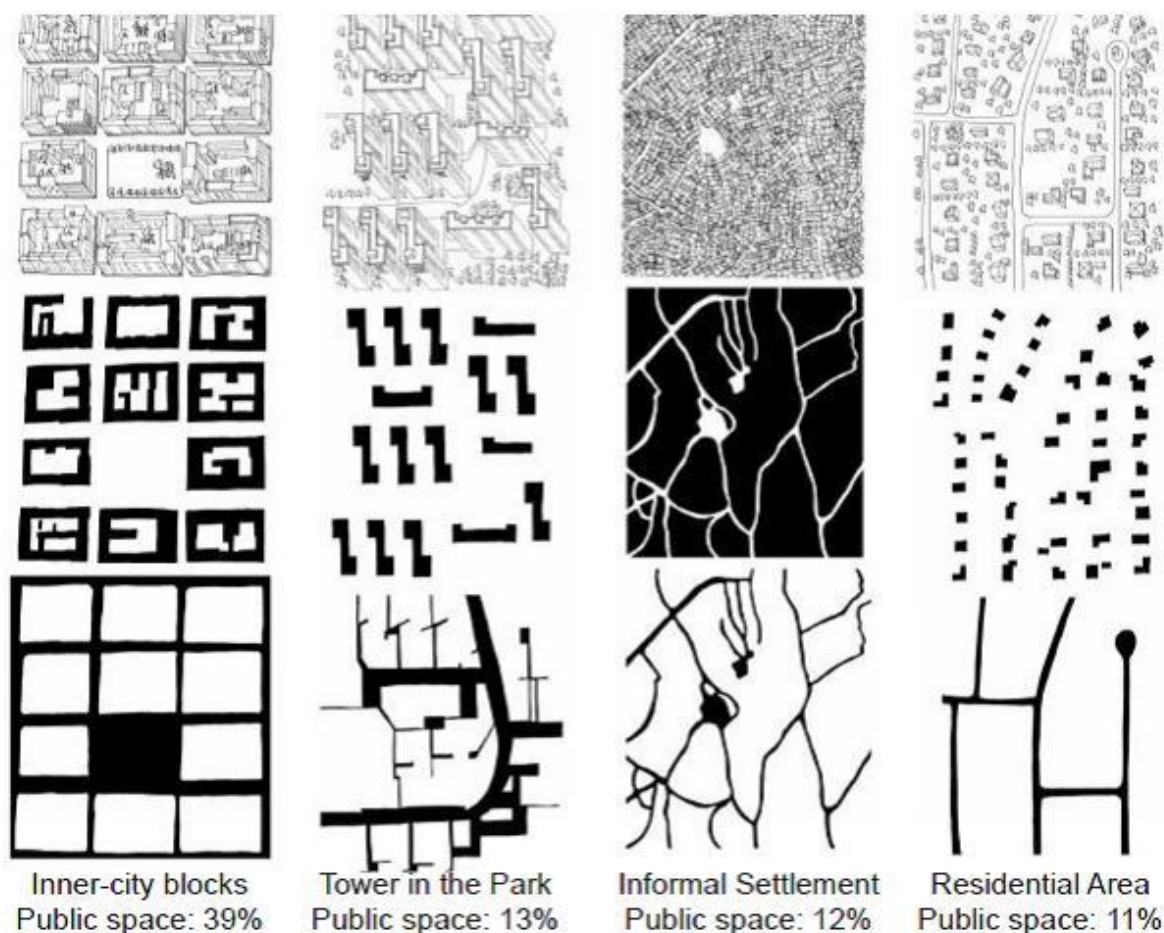 Inner-city blocks
Public space: 39%
Tower in the Park
Public space: 13%
Informal Settlement
Public space: 12%
Residential Area
Public space: 11%